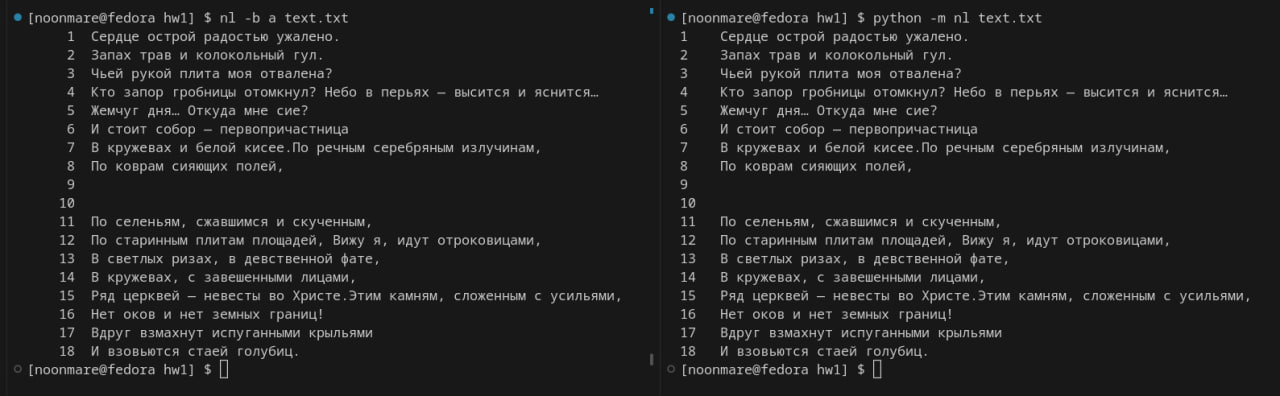 [noonmare@fedora hw1] $ nl -b a text.txt
1 Сердце острой радостью ужалено.
2 Запах трав и колокольный гул.
3 Чьей рукой плита моя отвалена?
4 Кто запор гробницы отомкнул? Небо в перьях — высится и яснится…
5 Жемчуг дня… Откуда мне сие?
6 И стоит собор — первопричастница
7 В кружевах и белой кисее.По речным серебряным излучинам,
8 По коврам сияющих полей,
9
10
11 По селеньям, сжавшимся и скученным,
12 По старинным плитам площадей, Вижу я, идут отроковицами,
13 В светлых ризах, в девственной фате,
14 В кружевах, с завешенными лицами,
15 Ряд церквей — невесты во Христе.Этим камням, сложенным с усильями,
16 Нет оков и нет земных границ!
17 Вдруг взмахнут испуганными крыльями
18 И взовьются стаей голубиц.
[noonmare@fedora hw1] $
[noonmare@fedora hw1] $ python -m nl text.txt
1 Сердце острой радостью ужалено.
2 Запах трав и колокольный гул.
3 Чьей рукой плита моя отвалена?
4 Кто запор гробницы отомкнул? Небо в перьях — высится и яснится…
5 Жемчуг дня… Откуда мне сие?
6 И стоит собор — первопричастница
7 В кружевах и белой кисее.По речным серебряным излучинам,
8 По коврам сияющих полей,
9
10
11 По селеньям, сжавшимся и скученным,
12 По старинным плитам площадей, Вижу я, идут отроковицами,
13 В светлых ризах, в девственной фате,
14 В кружевах, с завешенными лицами,
15 Ряд церквей — невесты во Христе.Этим камням, сложенным с усильями,
16 Нет оков и нет земных границ!
17 Вдруг взмахнут испуганными крыльями
18 И взовьются стаей голубиц.
[noonmare@fedora hw1] $